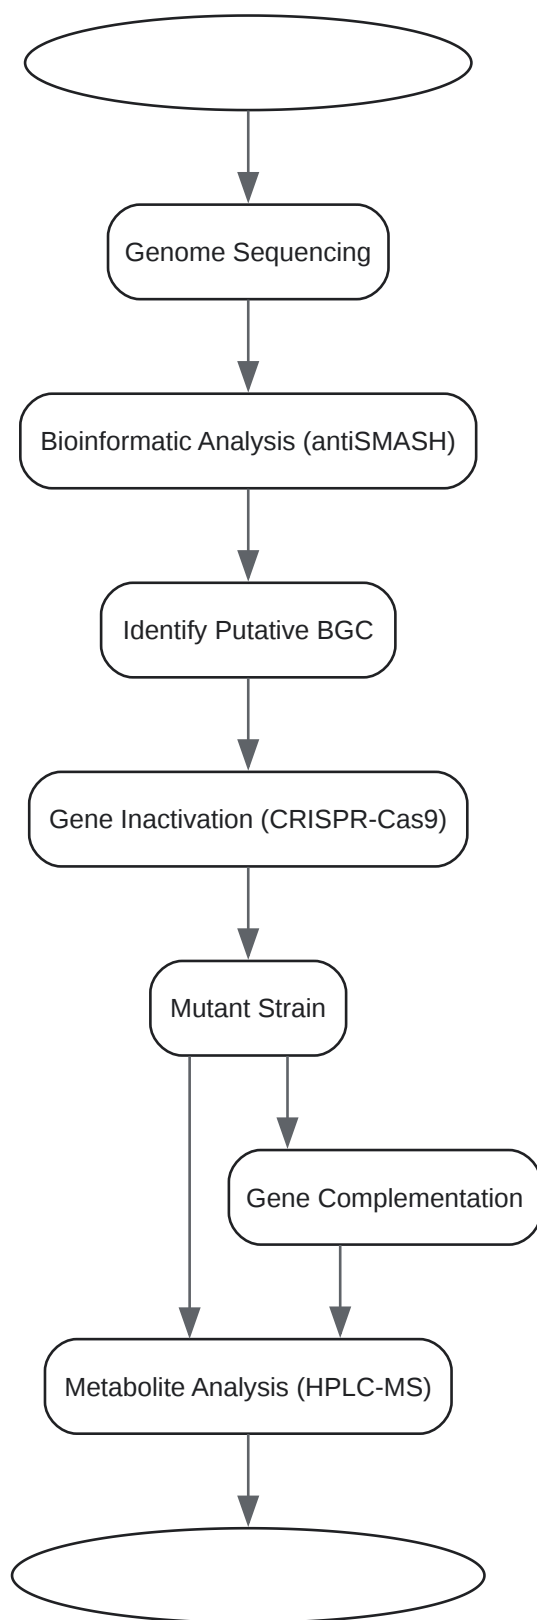 Genome Sequencing
Bioinformatic Analysis (antiSMASH)
Identify Putative BGC
Gene Inactivation (CRISPR-Cas9)
Mutant Strain
Gene Complementation
Metabolite Analysis (HPLC-MS)